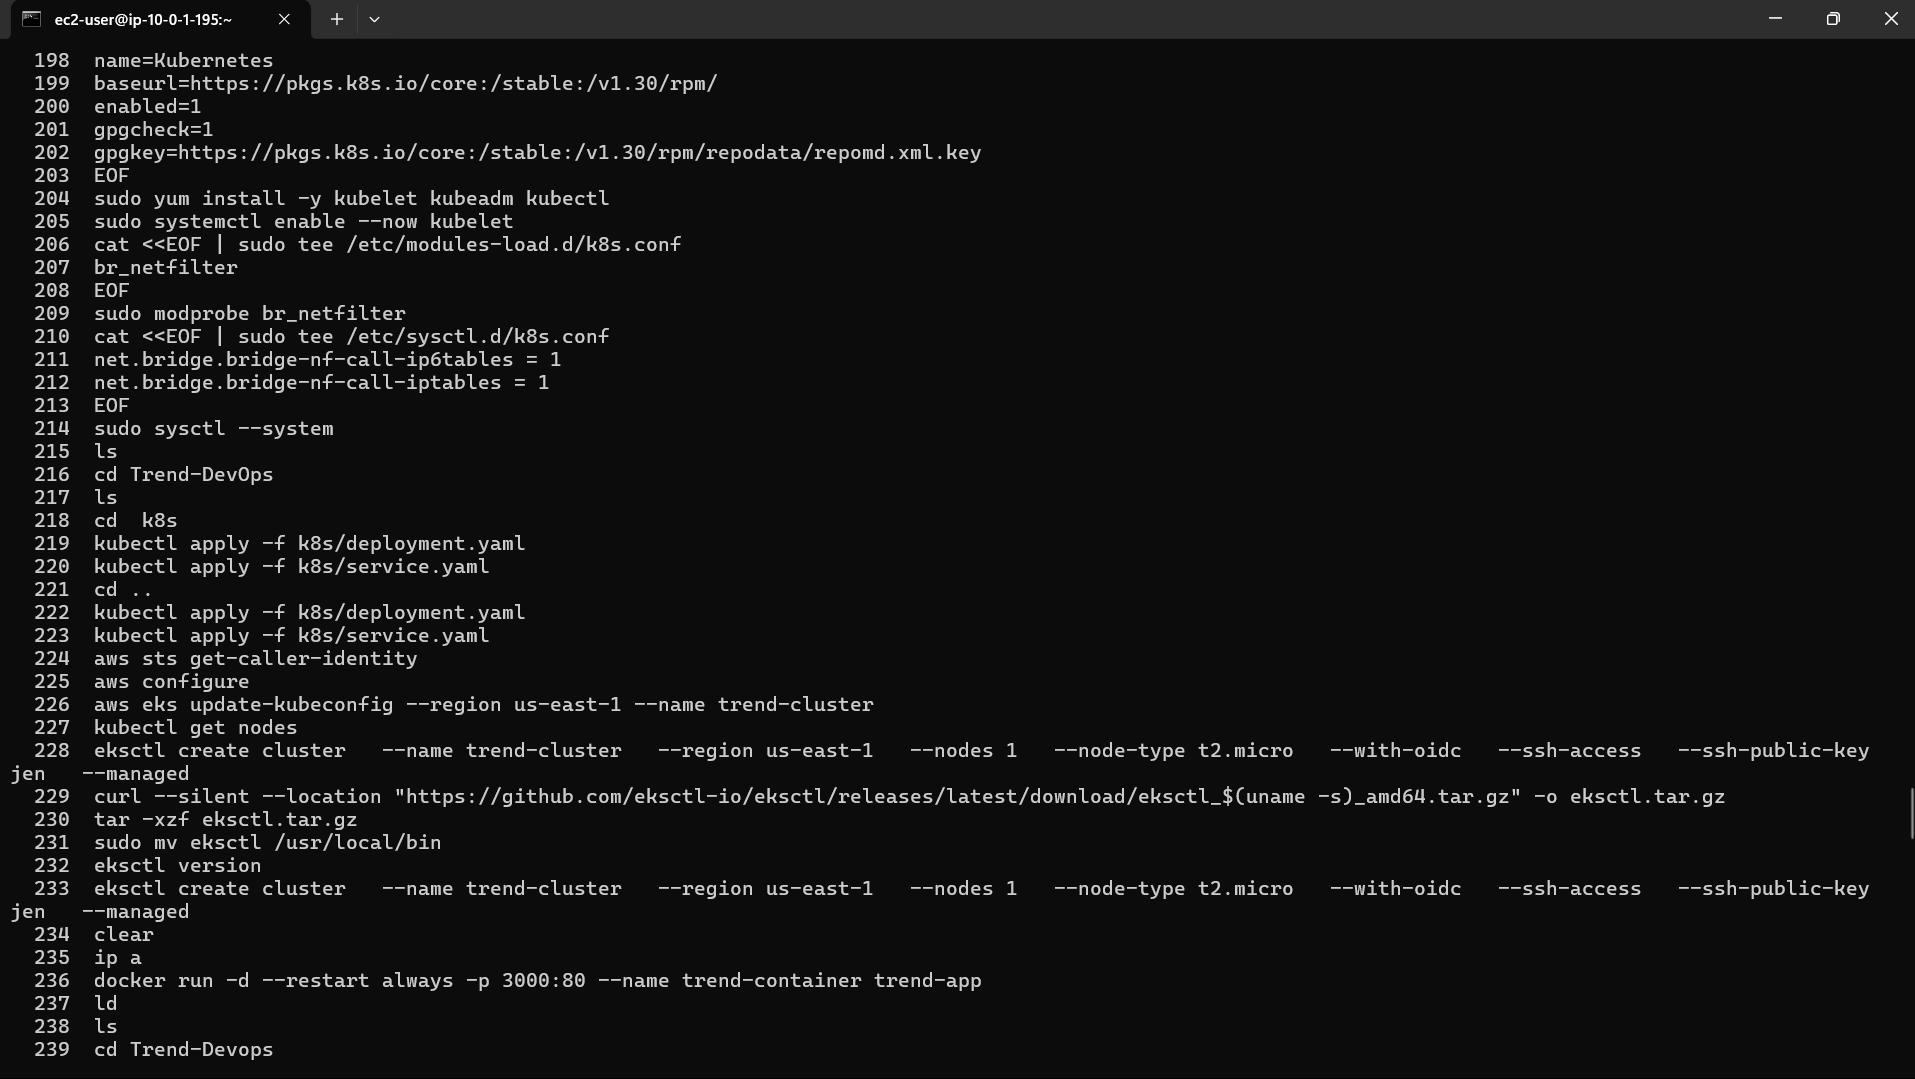 ec2-user@ip-10-0-1-195:~
198  name=Kubernetes
199  baseurl=https://pkgs.k8s.io/core:/stable:/v1.30/rpm/
200  enabled=1
201  gpgcheck=1
202  gpgkey=https://pkgs.k8s.io/core:/stable:/v1.30/rpm/repodata/repomd.xml.key
203  EOF
204  sudo yum install -y kubelet kubeadm kubectl
205  sudo systemctl enable --now kubelet
206  cat <<EOF | sudo tee /etc/modules-load.d/k8s.conf
207  br_netfilter
208  EOF
209  sudo modprobe br_netfilter
210  cat <<EOF | sudo tee /etc/sysctl.d/k8s.conf
211  net.bridge.bridge-nf-call-ip6tables = 1
212  net.bridge.bridge-nf-call-iptables = 1
213  EOF
214  sudo sysctl --system
215  ls
216  cd Trend-DevOps
217  ls
218  cd  k8s
219  kubectl apply -f k8s/deployment.yaml
220  kubectl apply -f k8s/service.yaml
221  cd ..
222  kubectl apply -f k8s/deployment.yaml
223  kubectl apply -f k8s/service.yaml
224  aws sts get-caller-identity
225  aws configure
226  aws eks update-kubeconfig --region us-east-1 --name trend-cluster
227  kubectl get nodes
228  eksctl create cluster   --name trend-cluster   --region us-east-1   --nodes 1   --node-type t2.micro   --with-oidc   --ssh-access   --ssh-public-key
jen   --managed
229  curl --silent --location "https://github.com/eksctl-io/eksctl/releases/latest/download/eksctl_$(uname -s)_amd64.tar.gz" -o eksctl.tar.gz
230  tar -xzf eksctl.tar.gz
231  sudo mv eksctl /usr/local/bin
232  eksctl version
233  eksctl create cluster   --name trend-cluster   --region us-east-1   --nodes 1   --node-type t2.micro   --with-oidc   --ssh-access   --ssh-public-key
jen   --managed
234  clear
235  ip a
236  docker run -d --restart always -p 3000:80 --name trend-container trend-app
237  ld
238  ls
239  cd Trend-Devops